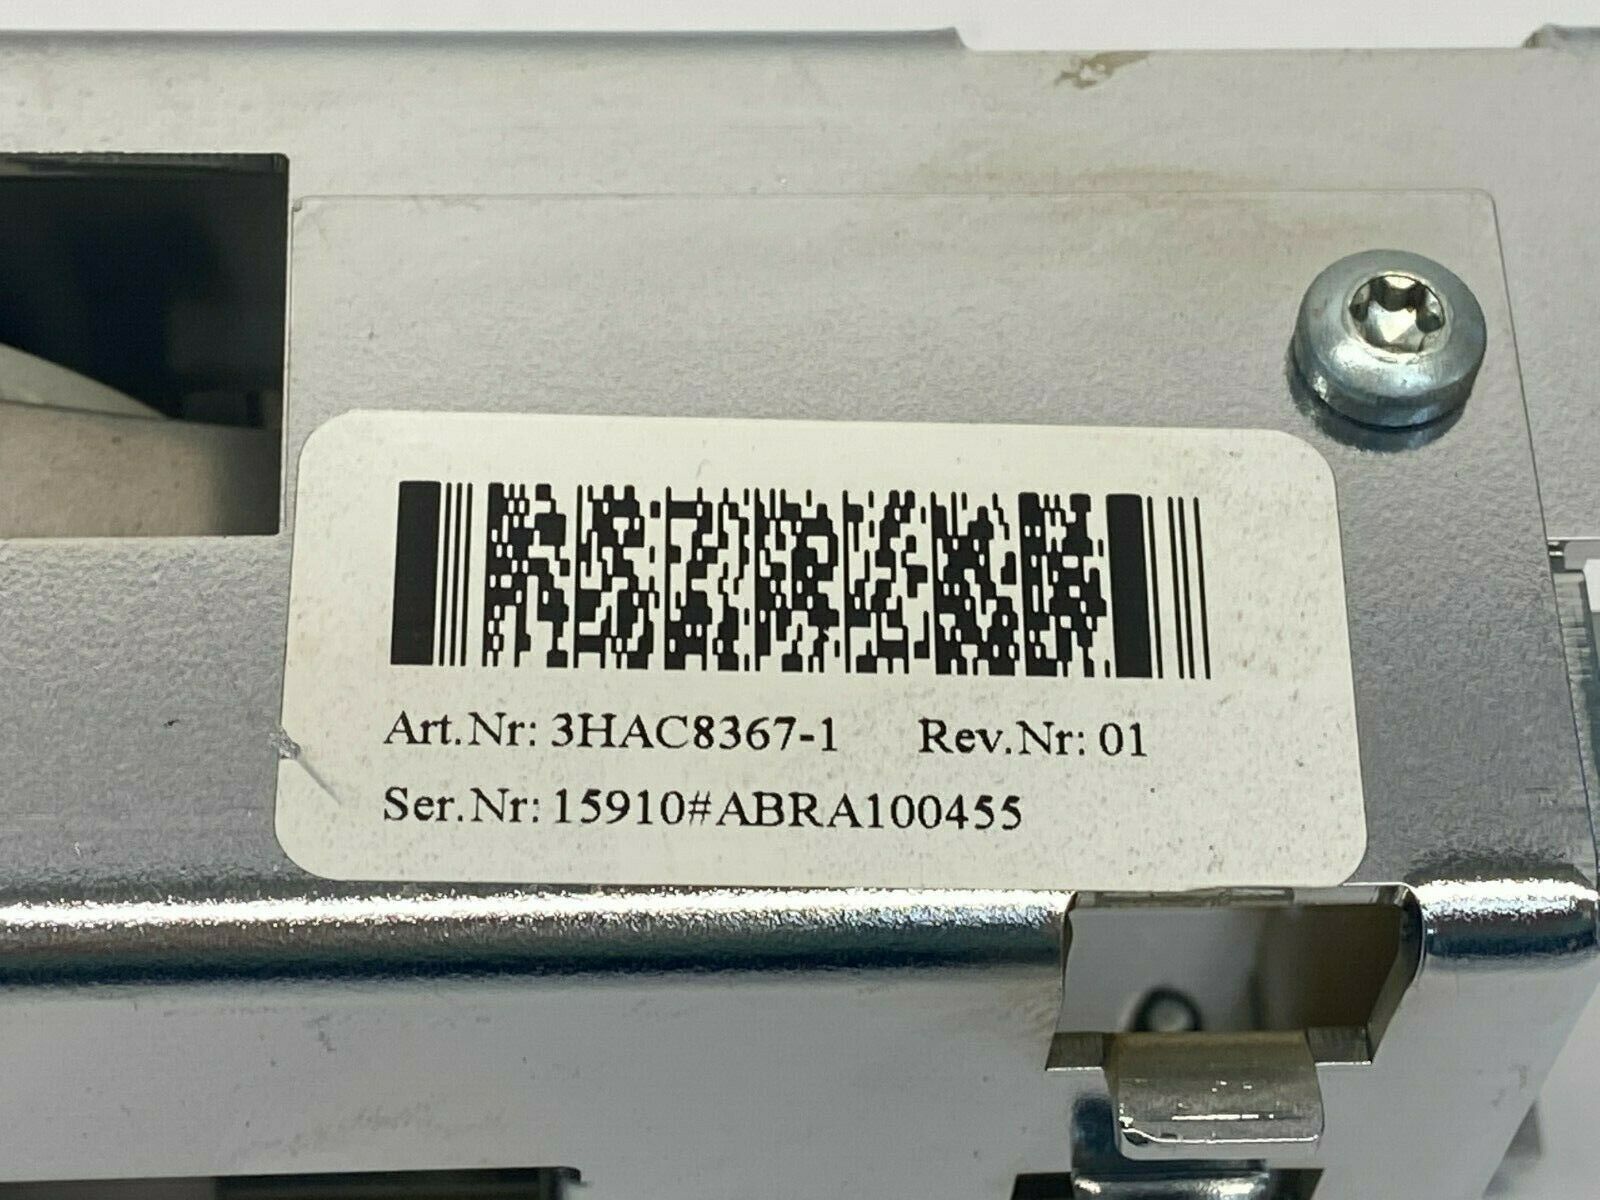 Art.Nr: 3HAC8367-1 Rev.Nr: 01
Ser.Nr: 15910#ABRA100455